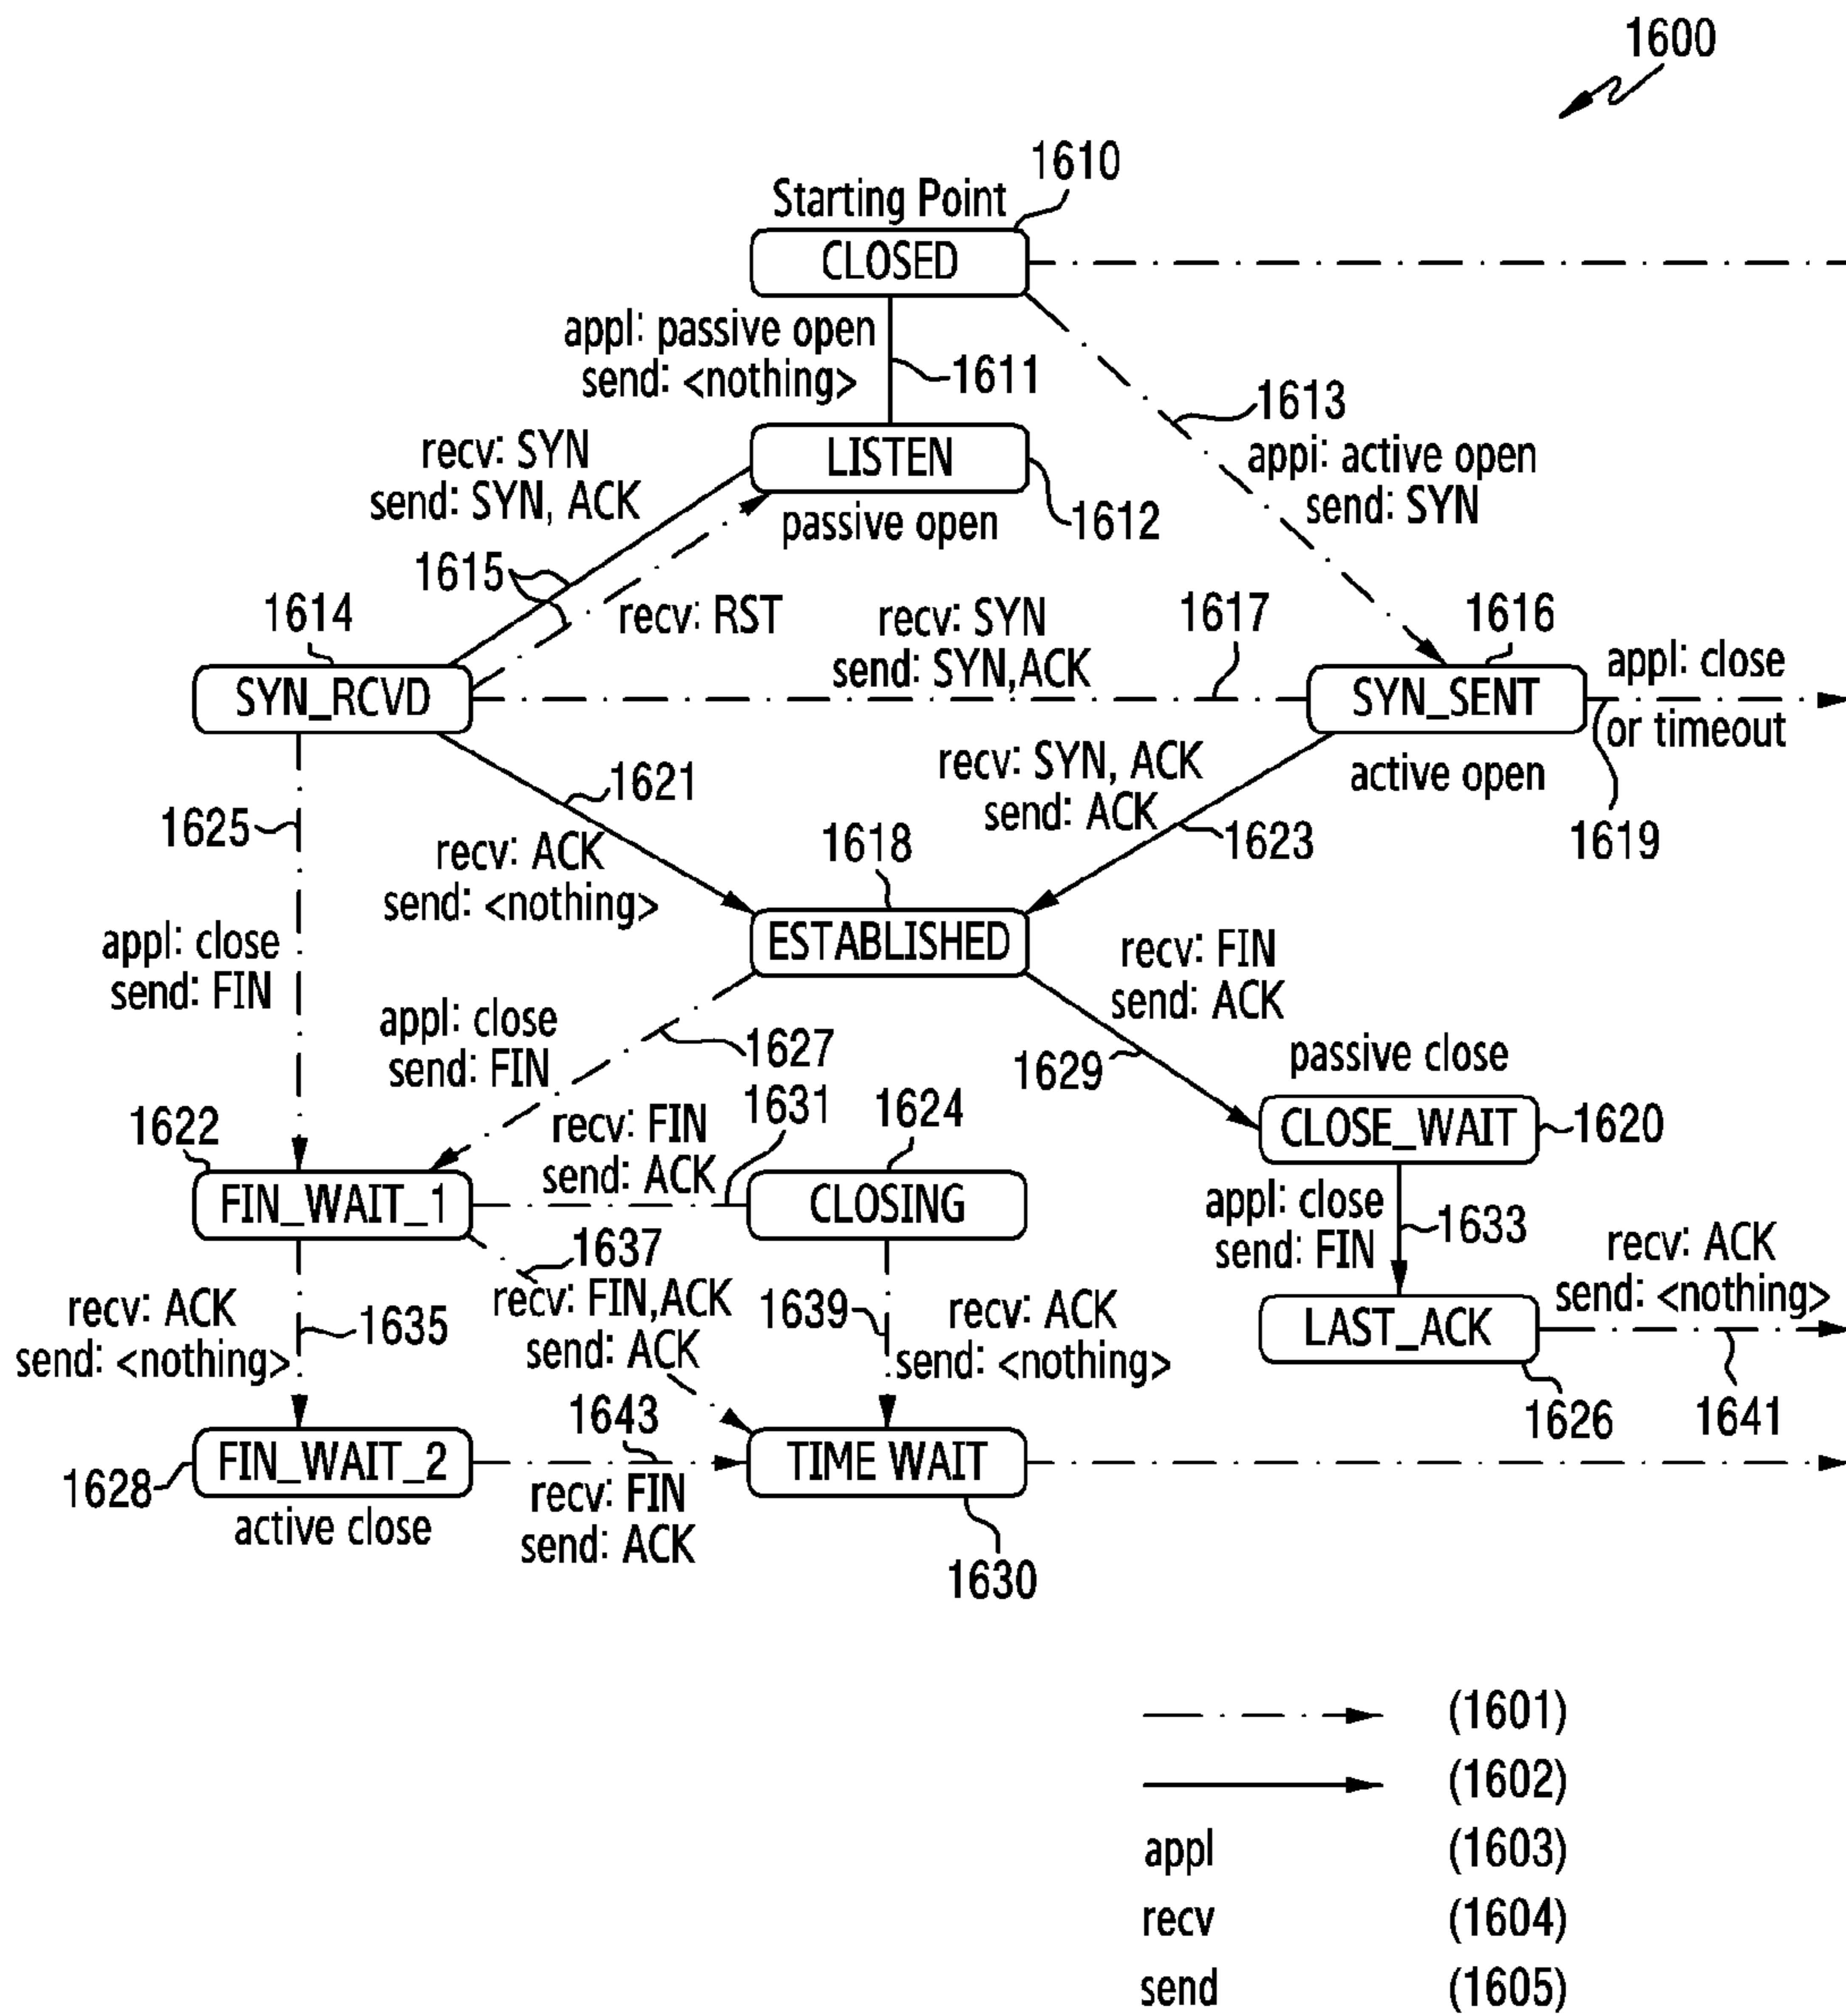 1600
1610
Starting Point
CLOSED
appl: passive open
send: <nothing>
1611
1613
appi: active open
send: SYN
recv: SYN
send: SYN, ACK
LISTEN
passive open
1612
1615
recv: RST
1614
recv: SYN
send: SYN,ACK
1617
1616
SYN_RCVD
SYN_SENT
active open
appl: close
or timeout
1619
1625
1621
recv: ACK
send: <nothing>
recv: SYN, ACK
send: ACK
1623
1618
ESTABLISHED
appl: close
send: FIN
appl: close
send: FIN
1627
recv: FIN
send: ACK
1629
passive close
CLOSE_WAIT
1620
1622
FIN_WAIT_1
recv: FIN
send: ACK
1631
1624
CLOSING
appl: close
send: FIN
1633
1637
recv: FIN,ACK
send: ACK
recv: ACK
send: <nothing>
1635
1639
recv: ACK
send: <nothing>
LAST_ACK
1626
recv: ACK
send: <nothing>
1641
1628
FIN_WAIT_2
active close
1643
recv: FIN
send: ACK
TIME WAIT
1630
(1601)
(1602)
appl (1603)
recv (1604)
send (1605)